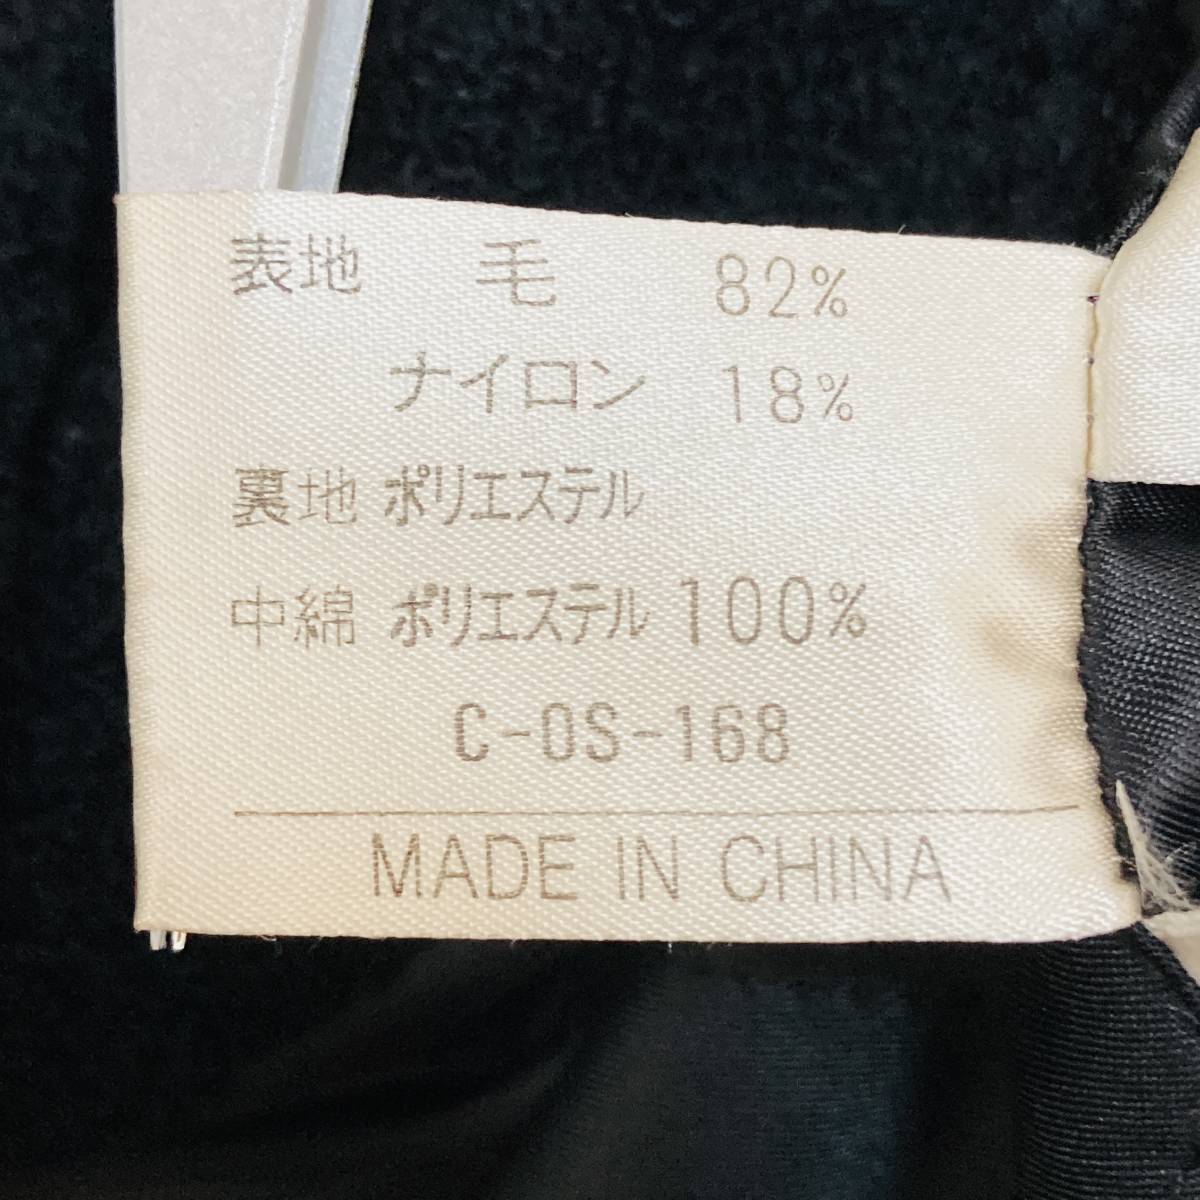 表地 毛 82%
ナイロン 18%
裏地 ポリエステル
中綿 ポリエステル 100%
C-OS-168
MADE IN CHINA